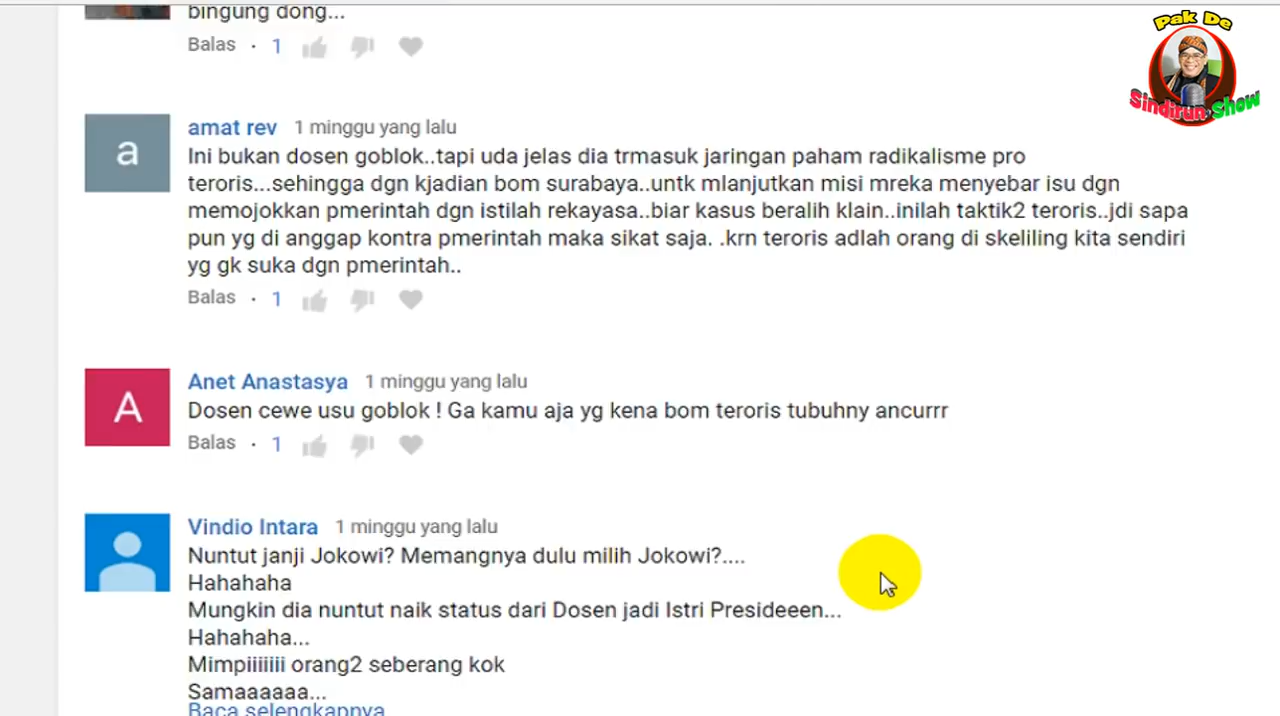 bingung dong...
Balas · 1
Pak De
Sindirun Show
a
amat rev 1 minggu yang lalu
Ini bukan dosen goblok..tapi uda jelas dia trmasuk jaringan paham radikalisme pro
teroris...sehingga dgn kjadian bom surabaya..untk mlanjutkan misi mreka menyebar isu dgn
memojokkan pmerintah dgn istilah rekayasa..biar kasus beralih klain..inilah taktik2 teroris..jdi sapa
pun yg di anggap kontra pmerintah maka sikat saja. .krn teroris adlah orang di skeliling kita sendiri
yg gk suka dgn pmerintah..
Balas · 1
A
Anet Anastasya 1 minggu yang lalu
Dosen cewe usu goblok ! Ga kamu aja yg kena bom teroris tubuhny ancurrr
Balas · 1
Vindio Intara 1 minggu yang lalu
Nuntut janji Jokowi? Memangnya dulu milih Jokowi?....
Hahahaha
Mungkin dia nuntut naik status dari Dosen jadi Istri Presideeen...
Hahahaha...
Mimpiiiiiii orang2 seberang kok
Samaaaaaa...
Baca selengkapnya